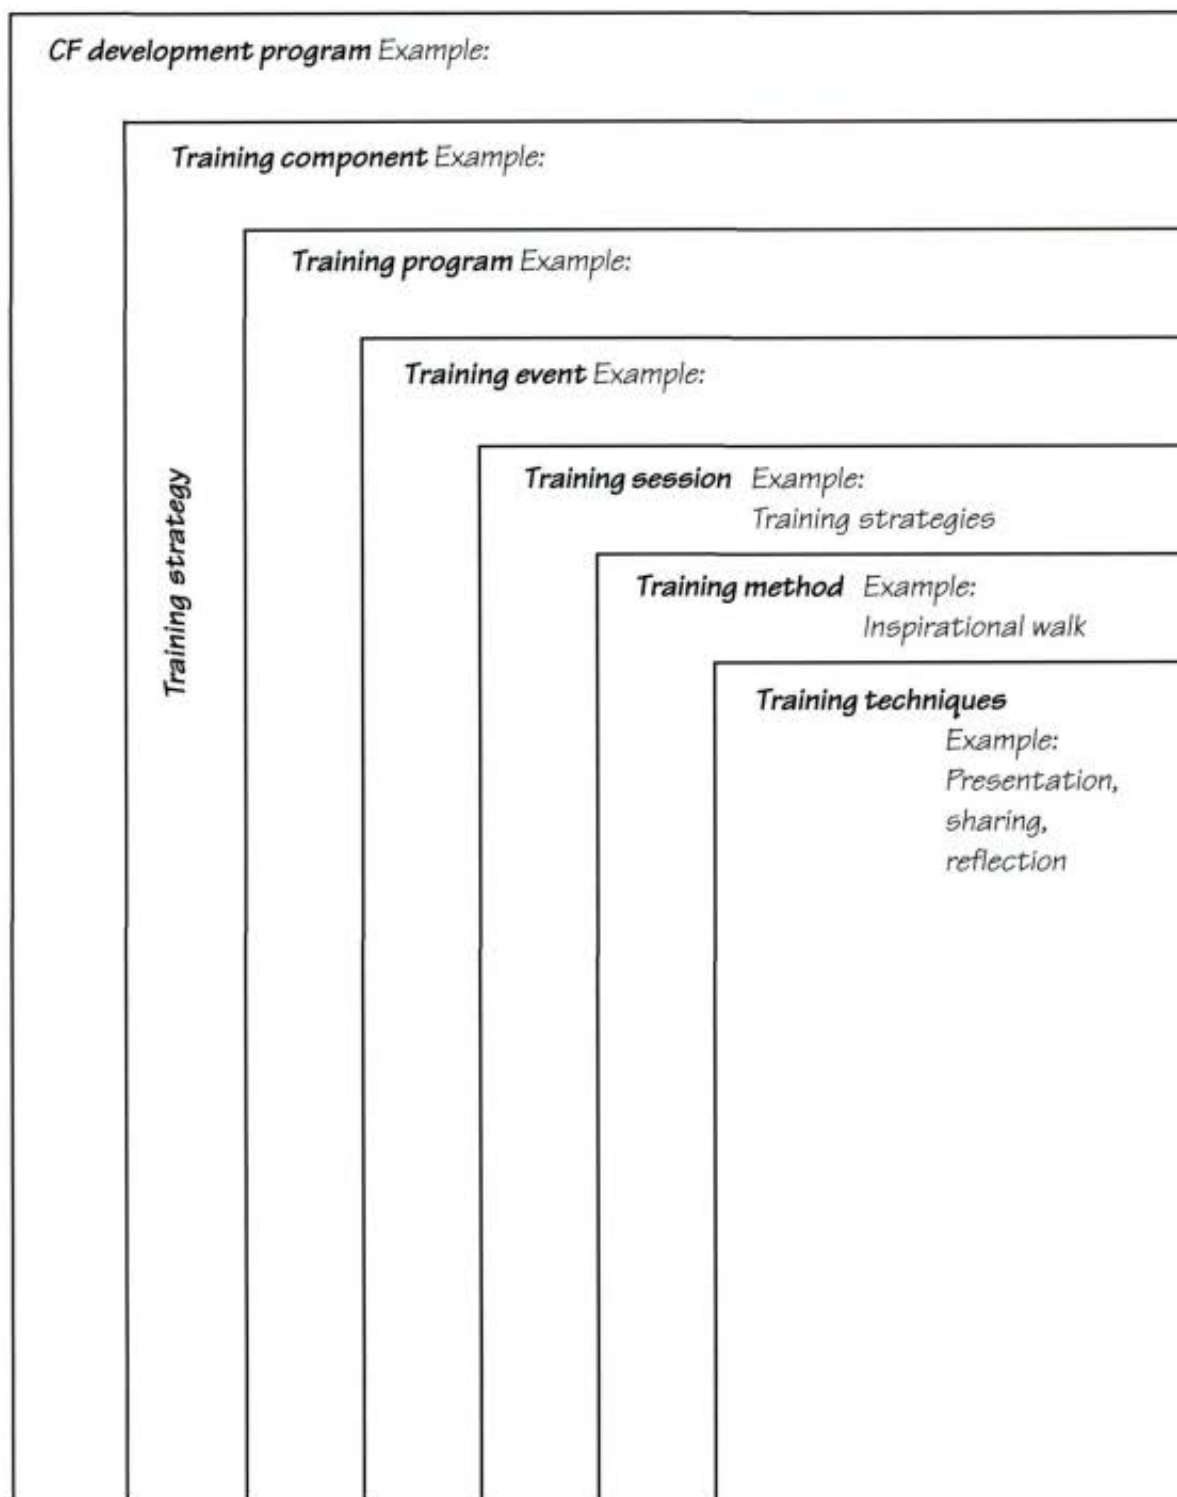 CF development program Example:
Training component Example:
Training program Example:
Training event Example:
Training strategy
Training session Example:
Training strategies
Training method Example:
Inspirational walk
Training techniques
Example:
Presentation,
sharing,
reflection